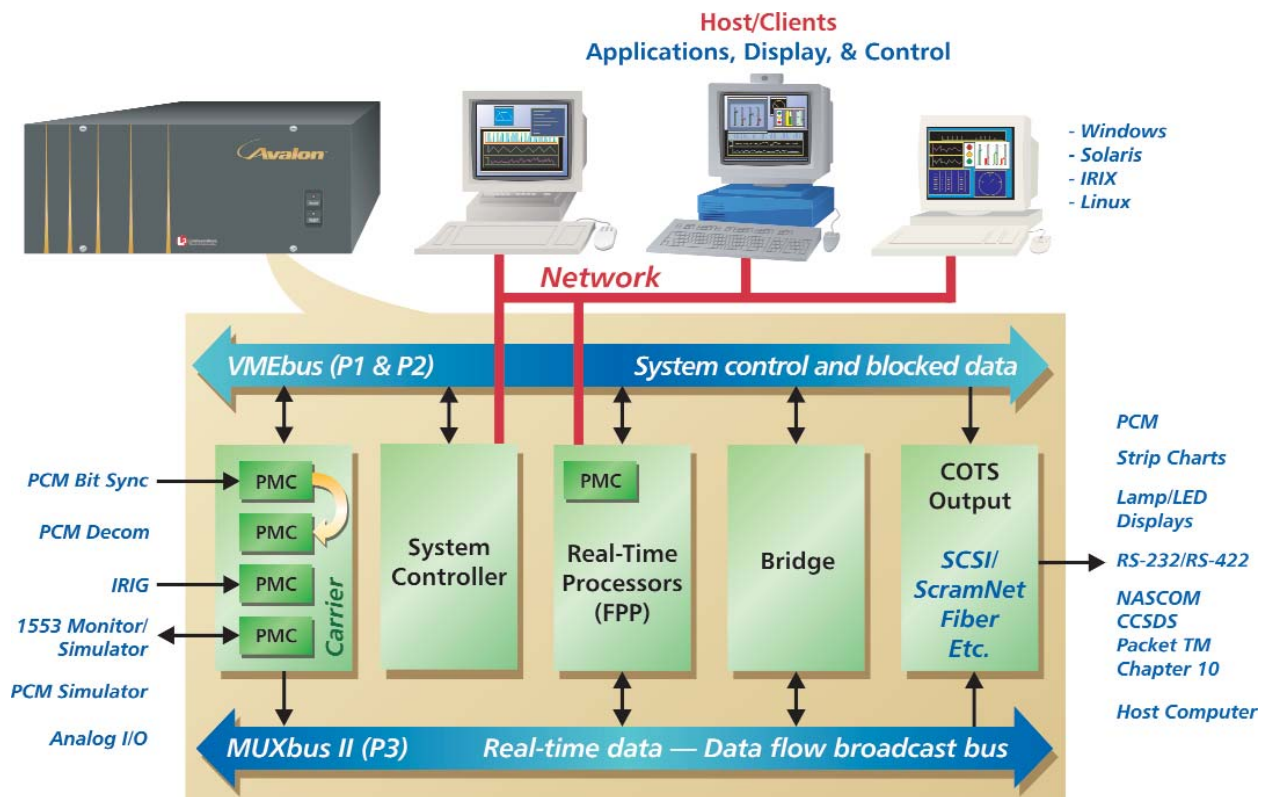 Host/Clients
Applications, Display, & Control
Avalon
- Windows
- Solaris
- IRIX
- Linux
Network
VMEbus (P1 & P2)
System control and blocked data
PCM Bit Sync
PCM Decom
IRIG
1553 Monitor/
Simulator
PCM Simulator
Analog I/O
PMC
PMC
PMC
PMC
Carrier
System
Controller
PMC
Real-Time
Processors
(FPP)
Bridge
COTS
Output
SCSI/
ScramNet
Fiber
Etc.
PCM
Strip Charts
Lamp/LED
Displays
RS-232/RS-422
NASCOM
CCSDS
Packet TM
Chapter 10
Host Computer
MUXbus II (P3)
Real-time data — Data flow broadcast bus